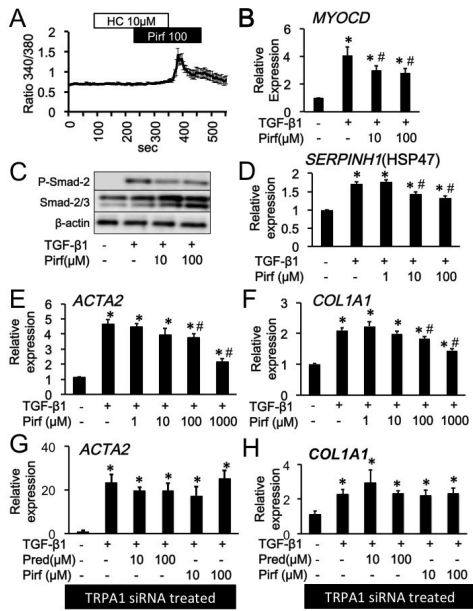 A
HC 10μM
Pirf 100
Ratio 340/380
1.8
1.4
1.0
0.6
0.2
0 100 200 300 400 500
sec
B
MYOCD
Relative
Expression
6
4
2
0
* *# *#
TGF-β1 - + + +
Pirf(μM) - - 10 100
C
P-Smad-2
Smad-2/3
β-actin
TGF-β1 - + + +
Pirf(μM) - - 10 100
D
SERPINH1(HSP47)
Relative
expression
2
1.5
1
0.5
0
* * *# *#
TGF-β1 - + + + +
Pirf (μM) - - 1 10 100
E
ACTA2
Relative
expression
6
5
4
3
2
1
0
* * * *# *#
TGF-β1 - + + + + +
Pirf (μM) - - 1 10 100 1000
F
COL1A1
Relative
expression
3
2
1
0
* * * *# *#
TGF-β1 - + + + + +
Pirf (μM) - - 1 10 100 1000
G
ACTA2
Relative
expression
40
20
0
* * * * *
TGF-β1 - + + + + +
Pred(μM) - - 10 100 - -
Pirf (μM) - - - - 10 100
TRPA1 siRNA treated
H
COL1A1
Relative
expression
4
3
2
1
0
* * * * *
TGF-β1 - + + + + +
Pred(μM) - - 10 100 - -
Pirf (μM) - - - - 10 100
TRPA1 siRNA treated